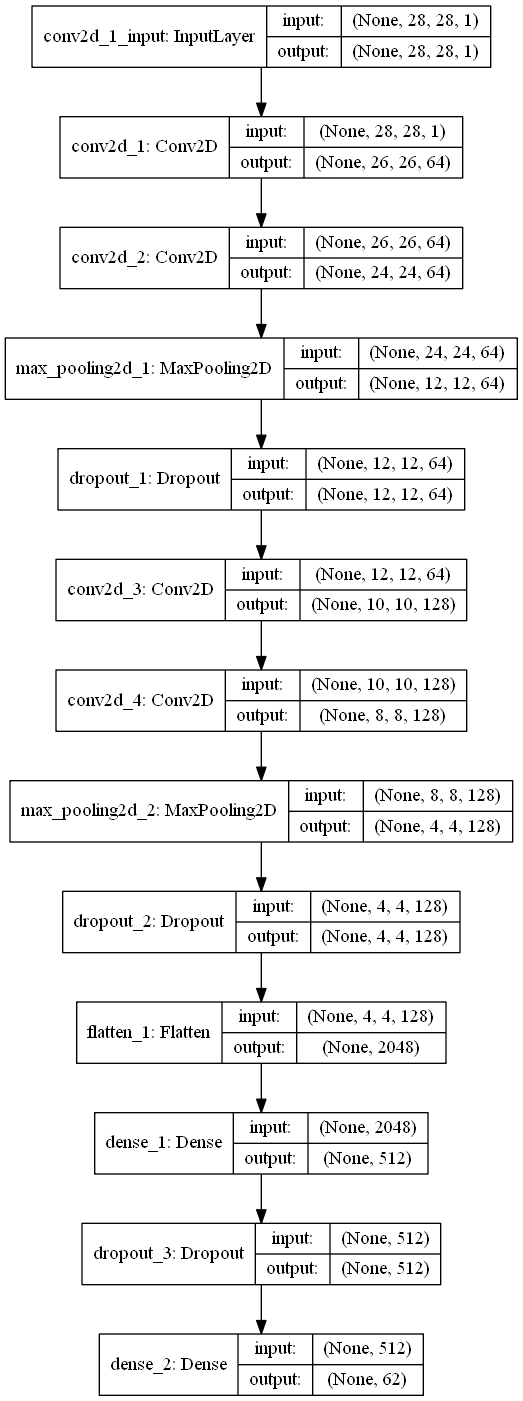 conv2d_1_input: InputLayer input: (None, 28, 28, 1)
output: (None, 28, 28, 1)
conv2d_1: Conv2D input: (None, 28, 28, 1)
output: (None, 26, 26, 64)
conv2d_2: Conv2D input: (None, 26, 26, 64)
output: (None, 24, 24, 64)
max_pooling2d_1: MaxPooling2D input: (None, 24, 24, 64)
output: (None, 12, 12, 64)
dropout_1: Dropout input: (None, 12, 12, 64)
output: (None, 12, 12, 64)
conv2d_3: Conv2D input: (None, 12, 12, 64)
output: (None, 10, 10, 128)
conv2d_4: Conv2D input: (None, 10, 10, 128)
output: (None, 8, 8, 128)
max_pooling2d_2: MaxPooling2D input: (None, 8, 8, 128)
output: (None, 4, 4, 128)
dropout_2: Dropout input: (None, 4, 4, 128)
output: (None, 4, 4, 128)
flatten_1: Flatten input: (None, 4, 4, 128)
output: (None, 2048)
dense_1: Dense input: (None, 2048)
output: (None, 512)
dropout_3: Dropout input: (None, 512)
output: (None, 512)
dense_2: Dense input: (None, 512)
output: (None, 62)